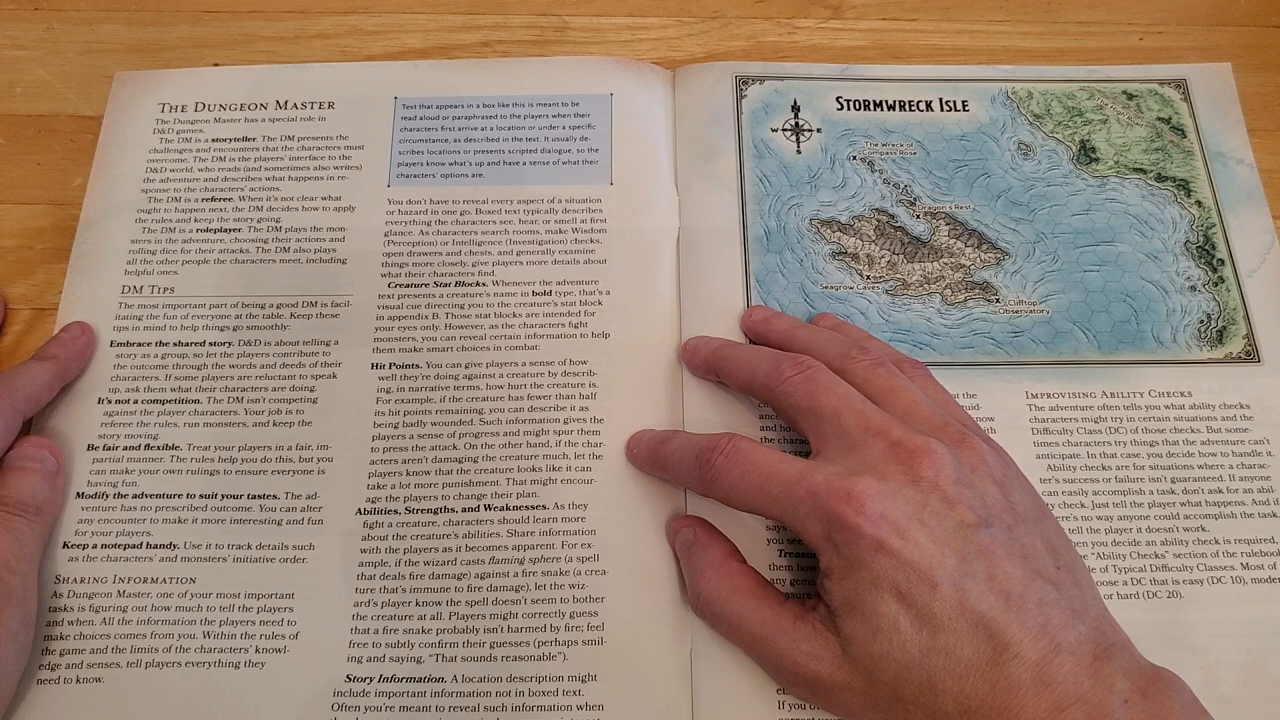 THE DUNGEON MASTER
The Dungeon Master has a special role in
D&D games.
The DM is a storyteller. The DM presents the
challenges and encounters that the characters must
overcome. The DM is the players' interface to the
D&D world, who reads (and sometimes also writes)
the adventure and describes what happens in re-
sponse to the characters' actions.
The DM is a referee. When it's not clear what
ought to happen next, the DM decides how to apply
the rules and keep the story going.
The DM is a roleplayer. The DM plays the mon-
sters in the adventure, choosing their actions and
rolling dice for their attacks. The DM also plays
all the other people the characters meet, including
helpful ones.
DM TIPS
The most important part of being a good DM is facil-
itating the fun of everyone at the table. Keep these
tips in mind to help things go smoothly:
Embrace the shared story. D&D is about telling a
story as a group, so let the players contribute to
the outcome through the words and deeds of their
characters. If some players are reluctant to speak
up, ask them what their characters are doing.
It's not a competition. The DM isn't competing
against the player characters. Your job is to
referee the rules, run monsters, and keep the
story moving.
Be fair and flexible. Treat your players in a fair, im-
partial manner. The rules help you do this, but you
can make your own rulings to ensure everyone is
having fun.
Modify the adventure to suit your tastes. The ad-
venture has no prescribed outcome. You can alter
any encounter to make it more interesting and fun
for your players.
Keep a notepad handy. Use it to track details such
as the characters' and monsters' initiative order.
SHARING INFORMATION
As Dungeon Master, one of your most important
tasks is figuring out how much to tell the players
and when. All the information the players need to
make choices comes from you. Within the rules of
the game and the limits of the characters' knowl-
edge and senses, tell players everything they
need to know.
Text that appears in a box like this is meant to be
read aloud or paraphrased to the players when their
characters first arrive at a location or under a specific
circumstance, as described in the text. It usually de-
scribes locations or presents scripted dialogue, so the
players know what's up and have a sense of what their
characters' options are.
You don't have to reveal every aspect of a situation
or hazard in one go. Boxed text typically describes
everything the characters see, hear, or smell at first
glance. As characters search rooms, make Wisdom
(Perception) or Intelligence (Investigation) checks,
open drawers and chests, and generally examine
things more closely, give players more details about
what their characters find.
Creature Stat Blocks. Whenever the adventure
text presents a creature's name in bold type, that's a
visual cue directing you to the creature's stat block
in appendix B. Those stat blocks are intended for
your eyes only. However, as the characters fight
monsters, you can reveal certain information to help
them make smart choices in combat:
Hit Points. You can give players a sense of how
well they're doing against a creature by describ-
ing, in narrative terms, how hurt the creature is.
For example, if the creature has fewer than half
its hit points remaining, you can describe it as
being badly wounded. Such information gives the
players a sense of progress and might spur them
to press the attack. On the other hand, if the char-
acters aren't damaging the creature much, let the
players know that the creature looks like it can
take a lot more punishment. That might encour-
age the players to change their plan.
Abilities, Strengths, and Weaknesses. As they
fight a creature, characters should learn more
about the creature's abilities. Share information
with the players as it becomes apparent. For ex-
ample, if the wizard casts flaming sphere (a spell
that deals fire damage) against a fire snake (a crea-
ture that's immune to fire damage), let the wiz-
ard's player know the spell doesn't seem to bother
the creature at all. Players might correctly guess
that a fire snake probably isn't harmed by fire; feel
free to subtly confirm their guesses (perhaps smil-
ing and saying, "That sounds reasonable").
Story Information. A location description might
include important information not in boxed text.
Often you're meant to reveal such information when
STORMWRECK ISLE
N
W E
S
The High Road
The Wreck of
Compass Rose
Dragon's Rest
Seagrow Caves
Clifftop
Observatory
at the
the charac
says
you see
Treasu
them how
any gems
If you
IMPROVISING ABILITY CHECKS
The adventure often tells you what ability checks
characters might try in certain situations and the
Difficulty Class (DC) of those checks. But some-
times characters try things that the adventure can't
anticipate. In that case, you decide how to handle it.
Ability checks are for situations where a charac-
ter's success or failure isn't guaranteed. If anyone
can easily accomplish a task, don't ask for an abil-
ty check. Just tell the player what happens. And if
ere's no way anyone could accomplish the task,
tell the player it doesn't work.
en you decide an ability check is required,
e "Ability Checks" section of the rulebook
le of Typical Difficulty Classes. Most of
oose a DC that is easy (DC 10), moder
or hard (DC 20).